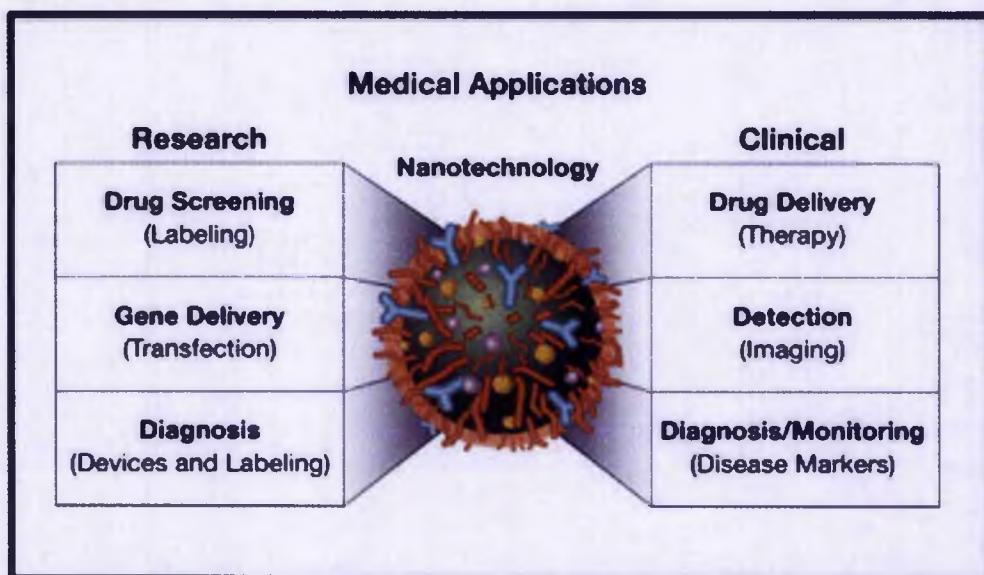 Medical Applications
Research
Drug Screening
(Labeling)
Gene Delivery
(Transfection)
Diagnosis
(Devices and Labeling)
Nanotechnology
Clinical
Drug Delivery
(Therapy)
Detection
(Imaging)
Diagnosis/Monitoring
(Disease Markers)